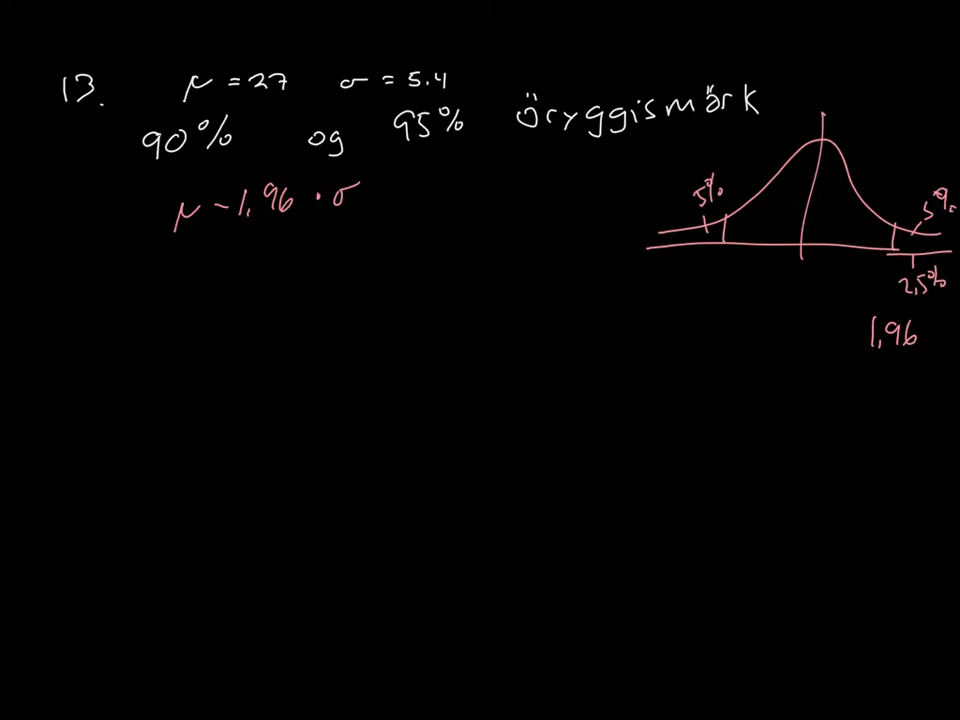 13. μ = 27 σ = 5.4
90% og 95% öryggismörk
μ - 1,96 · σ
5% 5%
2,5%
1,96